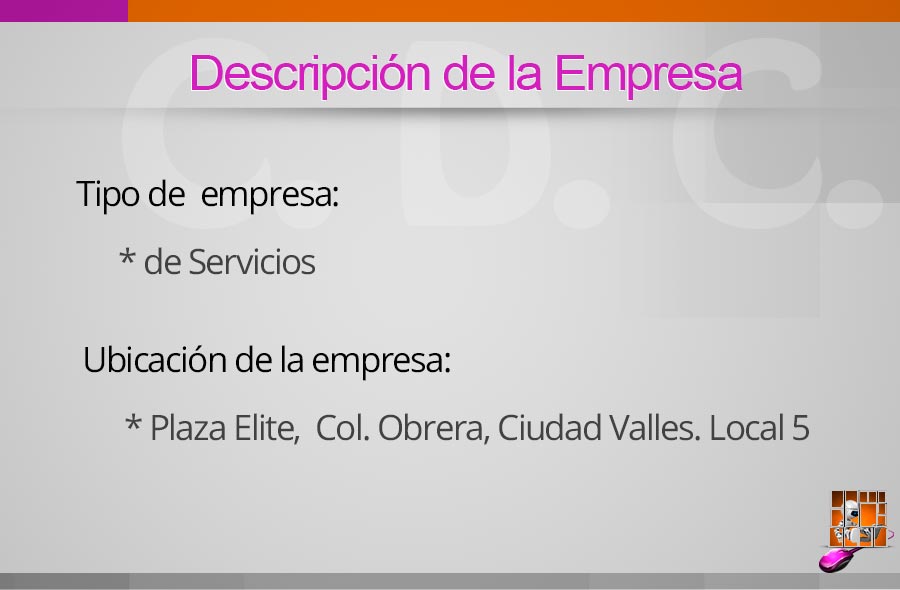 C. D. C.
Descripción de la Empresa
Tipo de empresa:
* de Servicios
Ubicación de la empresa:
* Plaza Elite, Col. Obrera, Ciudad Valles. Local 5